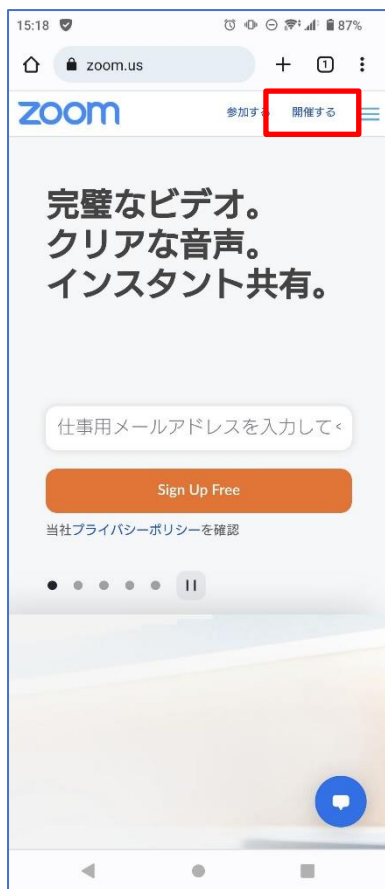 15:18
87%
zoom.us
1
zoom
参加する 開催する
完璧なビデオ。
クリアな音声。
インスタント共有。
仕事用メールアドレスを入力して
Sign Up Free
当社プライバシーポリシーを確認